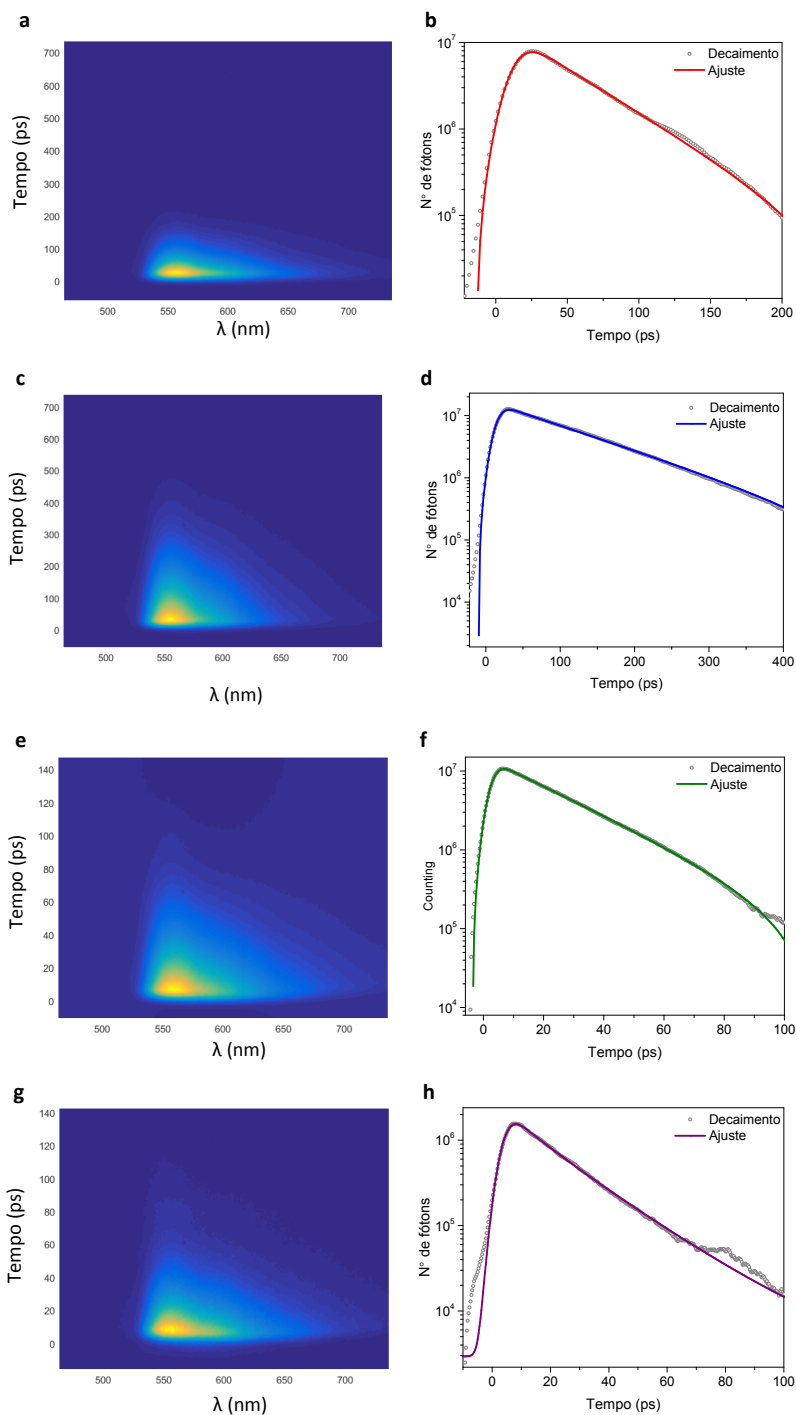 a
700
600
500
400
300
200
100
0
Tempo (ps)
500 550 600 650 700
λ (nm)
b
10⁷
10⁶
10⁵
N° de fótons
Decaimento
Ajuste
0 50 100 150 200
Tempo (ps)
c
700
600
500
400
300
200
100
0
Tempo (ps)
500 550 600 650 700
λ (nm)
d
10⁷
10⁶
10⁵
10⁴
N° de fótons
Decaimento
Ajuste
0 100 200 300 400
Tempo (ps)
e
140
120
100
80
60
40
20
0
Tempo (ps)
500 550 600 650 700
λ (nm)
f
10⁷
10⁶
10⁵
10⁴
Counting
Decaimento
Ajuste
0 20 40 60 80 100
Tempo (ps)
g
140
120
100
80
60
40
20
0
Tempo (ps)
500 550 600 650 700
λ (nm)
h
10⁶
10⁵
10⁴
N° de fótons
Decaimento
Ajuste
0 20 40 60 80 100
Tempo (ps)